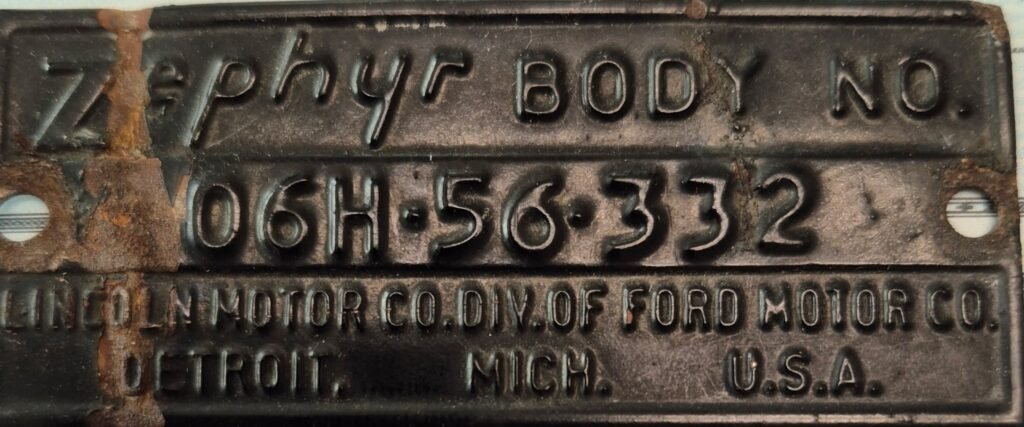 Zephyr BODY NO.
06H·56·332
LINCOLN MOTOR CO. DIV. OF FORD MOTOR CO.
DETROIT. MICH. U.S.A.